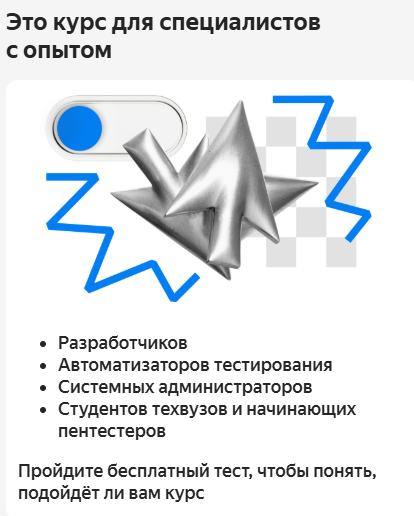 Это курс для специалистов
с опытом
• Разработчиков
• Автоматизаторов тестирования
• Системных администраторов
• Студентов техвузов и начинающих
пентестеров
Пройдите бесплатный тест, чтобы понять,
подойдёт ли вам курс